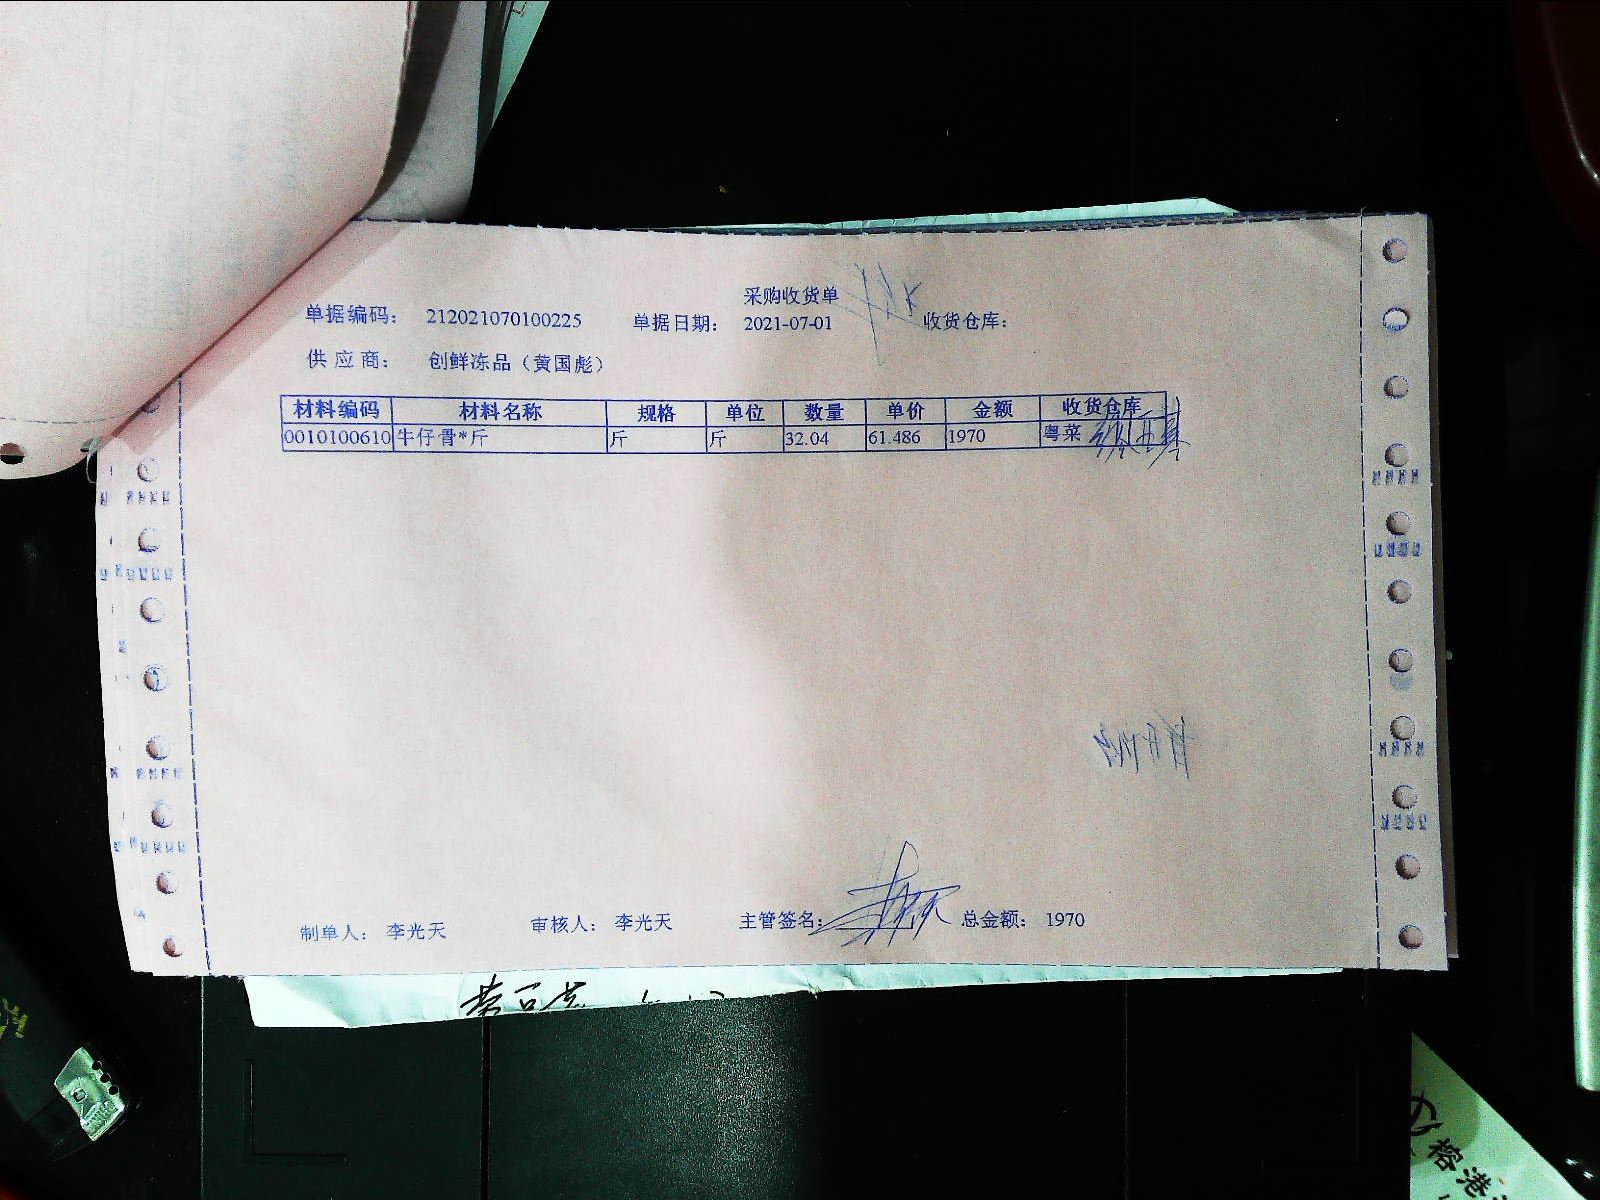 采购收货单
单据编码: 212021070100225 单据日期: 2021-07-01 收货仓库:
供应商: 创鲜冻品（黄国彪）
材料编码 材料名称 规格 单位 数量 单价 金额 收货仓库
0010100610 牛仔骨*斤 斤 斤 32.04 61.486 1970 粤菜
制单人: 李光天 审核人: 李光天 主管签名: 总金额: 1970
榕港